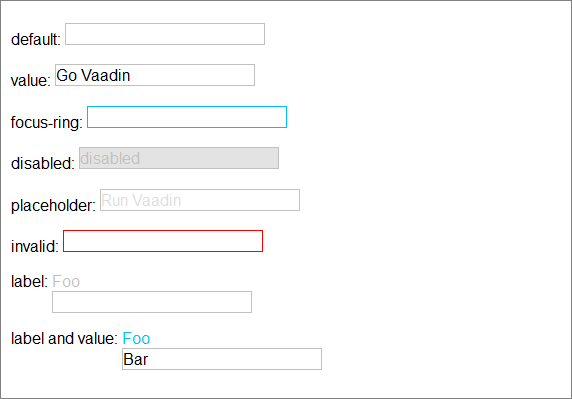 default:
value: Go Vaadin
focus-ring:
disabled: disabled
placeholder: Run Vaadin
invalid:
label: Foo
label and value: Foo
Bar